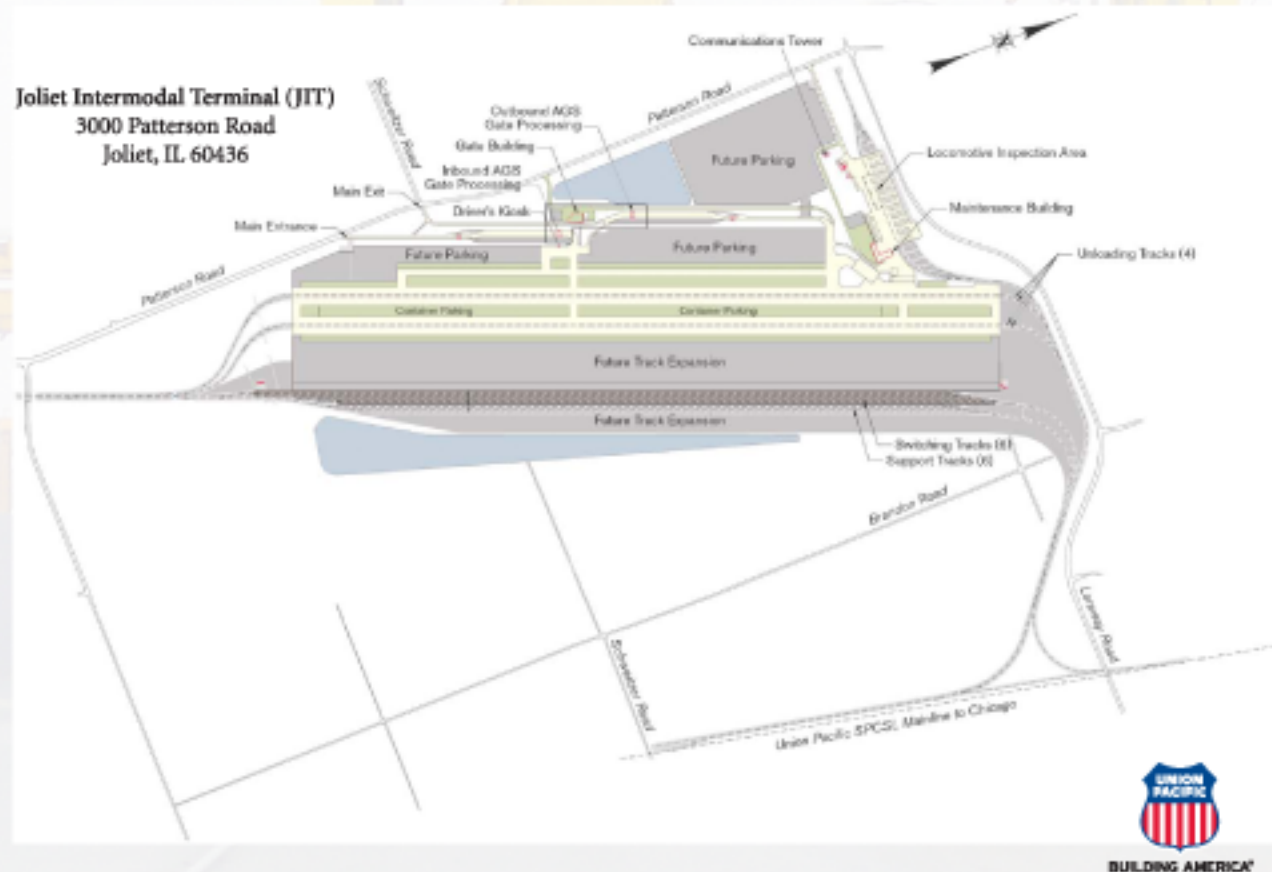 Joliet Intermodal Terminal (JIT)
3000 Patterson Road
Joliet, IL 60436
Communications Tower
N
Schweitzer Road
Outbound AGS
Gate Processing
Patterson Road
Gate Building
Future Parking
Locomotive Inspection Area
Inbound AGS
Gate Processing
Main Exit
Driver's Kiosk
Maintenance Building
Main Entrance
Future Parking
Future Parking
Unloading Tracks (4)
Patterson Road
Container Parking
Container Parking
Future Track Expansion
Future Track Expansion
Switching Tracks (6)
Support Tracks (6)
Brandon Road
Schweitzer Road
Laraway Road
Union Pacific SPCSL Mainline to Chicago
UNION
PACIFIC
BUILDING AMERICA®